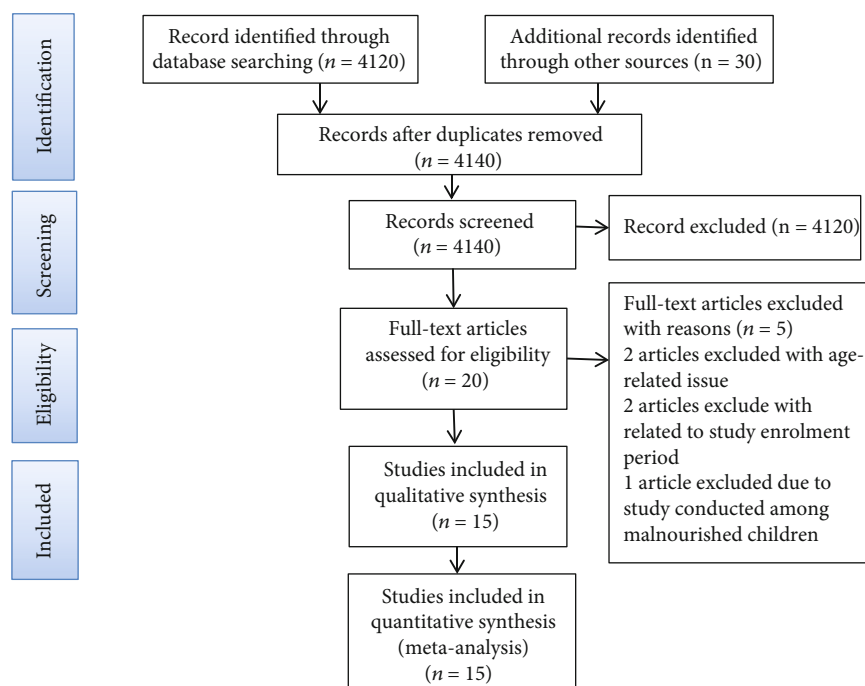 Identification
Record identified through
database searching (n = 4120)
Additional records identified
through other sources (n = 30)
Records after duplicates removed
(n = 4140)
Screening
Records screened
(n = 4140)
Record excluded (n = 4120)
Eligibility
Full-text articles
assessed for eligibility
(n = 20)
Full-text articles excluded
with reasons (n = 5)
2 articles excluded with age-
related issue
2 articles exclude with
related to study enrolment
period
1 article excluded due to
study conducted among
malnourished children
Included
Studies included in
qualitative synthesis
(n = 15)
Studies included in
quantitative synthesis
(meta-analysis)
(n = 15)